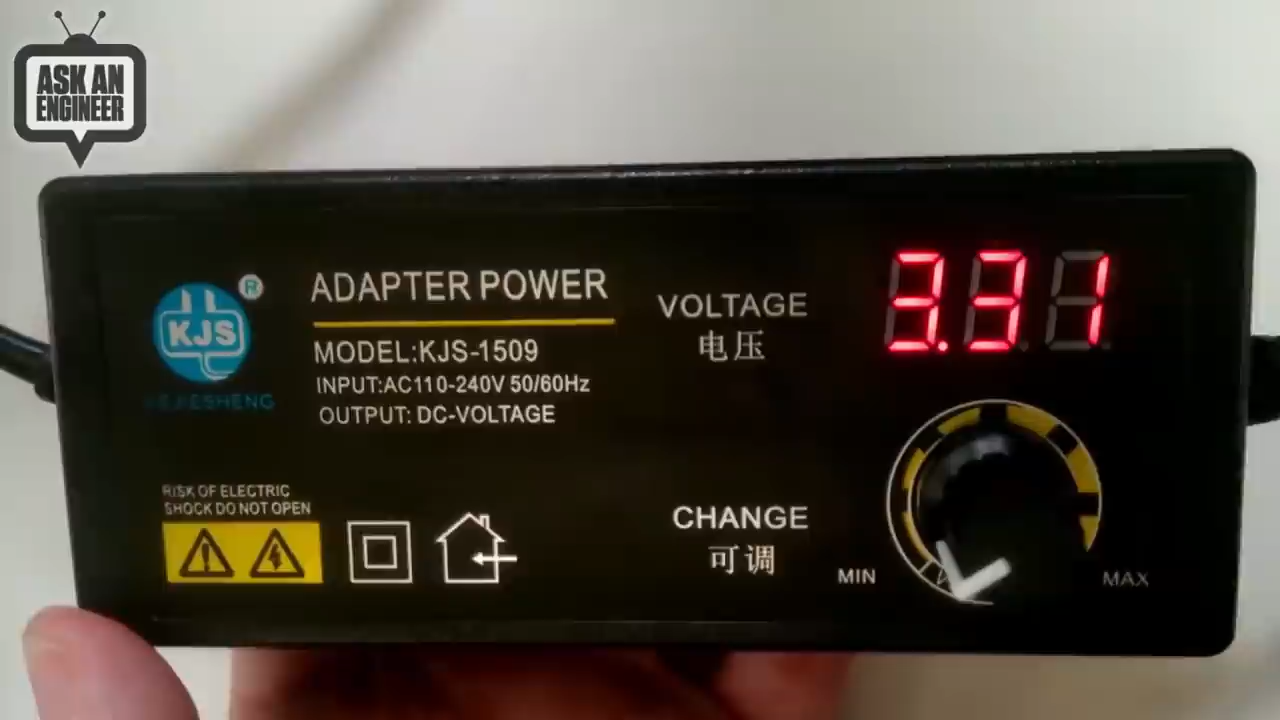 ASK AN
ENGINEER
KJS
R
ADAPTER POWER
MODEL:KJS-1509
INPUT:AC110-240V 50/60Hz
OUTPUT: DC-VOLTAGE
VOLTAGE
电压
3.31
RISK OF ELECTRIC
SHOCK DO NOT OPEN
CHANGE
可调
MIN
MAX